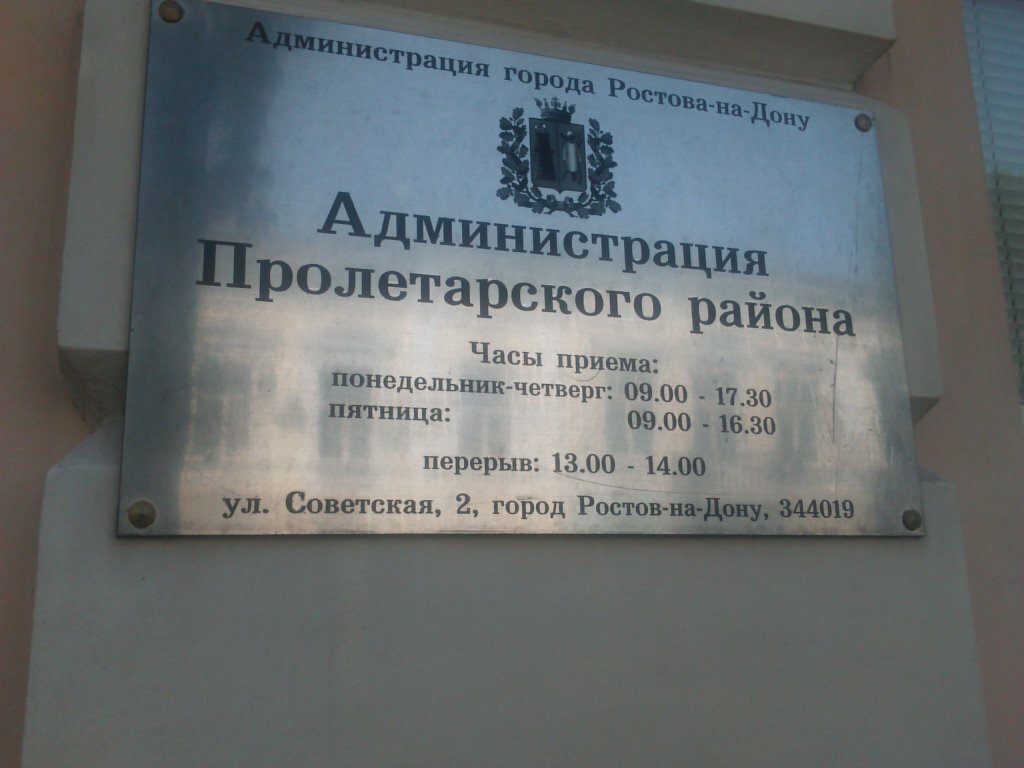 Администрация города Ростова-на-Дону
Администрация
Пролетарского района
Часы приема:
понедельник-четверг: 09.00 - 17.30
пятница: 09.00 - 16.30
перерыв: 13.00 - 14.00
ул. Советская, 2, город Ростов-на-Дону, 344019